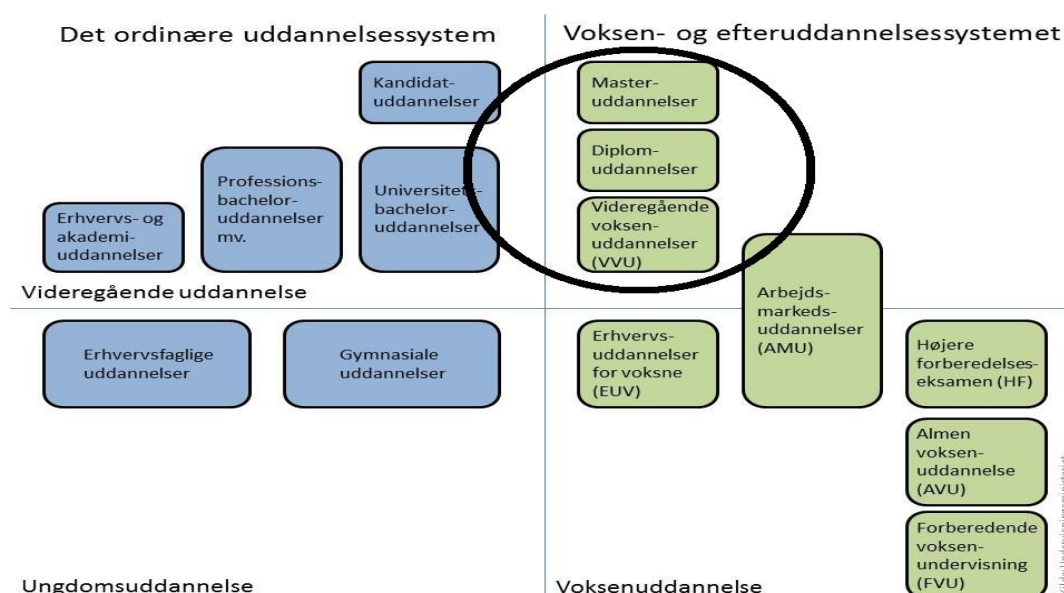 Det ordinære uddannelsessystem
Kandidat-
uddannelser
Professions-
bachelor-
uddannelser
mv.
Universitets-
bachelor-
uddannelser
Erhvervs- og
akademi-
uddannelser
Videregående uddannelse
Erhvervsfaglige
uddannelser
Gymnasiale
uddannelser
Ungdomsuddannelse
Voksen- og efteruddannelsessystemet
Master-
uddannelser
Diplom-
uddannelser
Videregående
voksen-
uddannelser
(VVU)
Arbejds-
markeds-
uddannelser
(AMU)
Erhvervs-
uddannelser
for voksne
(EUV)
Højere
forberedelses-
eksamen (HF)
Almen
voksen-
uddannelse
(AVU)
Forberedende
voksen-
undervisning
(FVU)
Voksenuddannelse
Kilde: Undervisningsministeriet